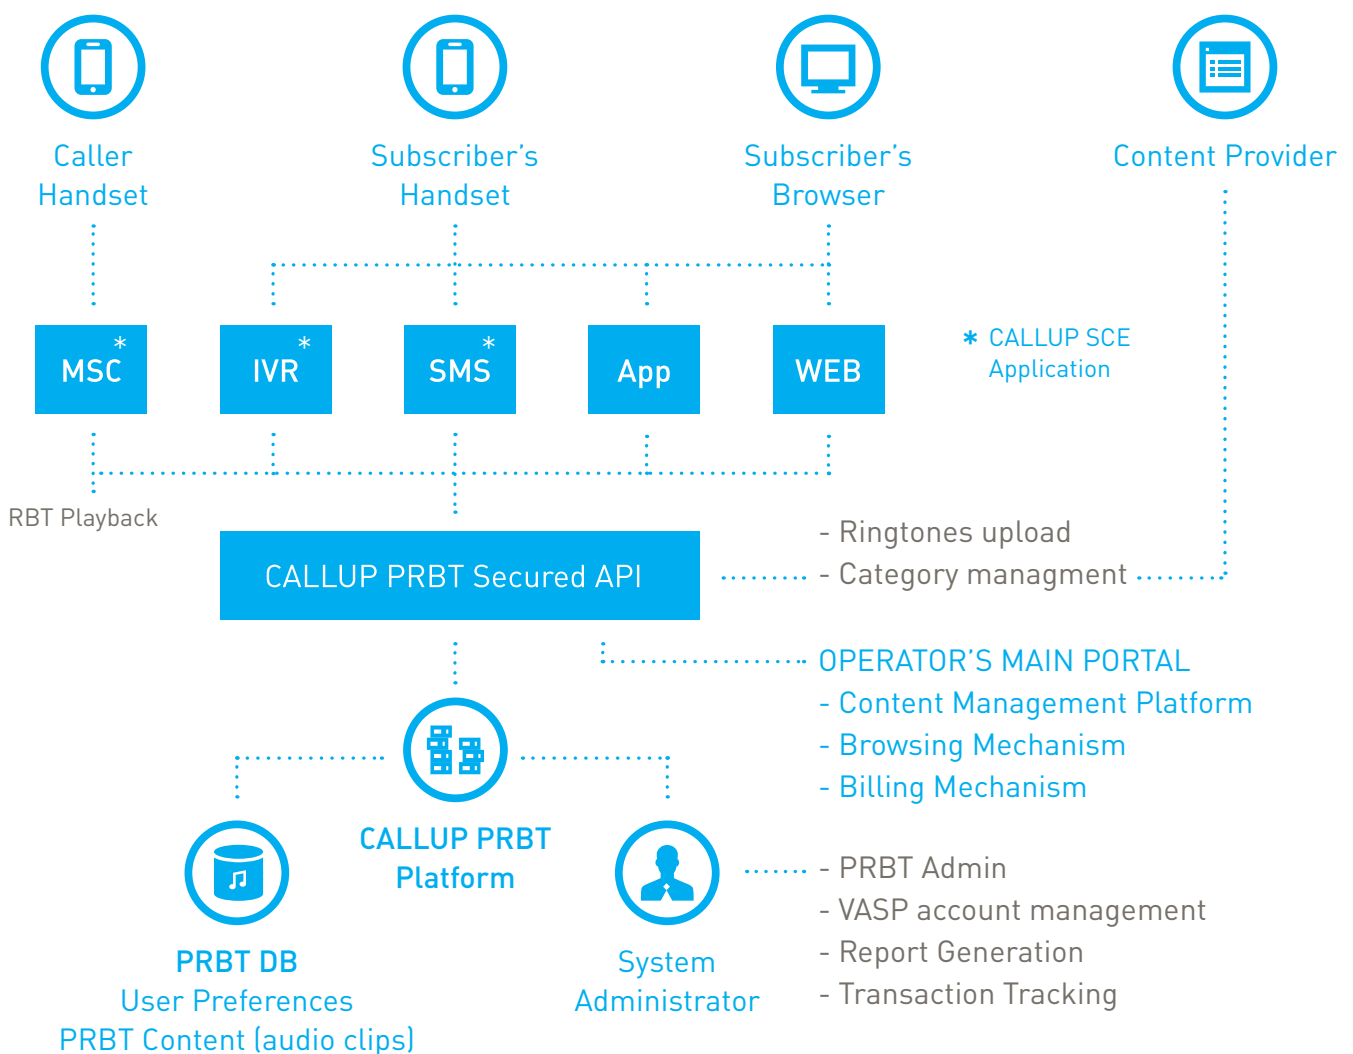 Caller
Handset
Subscriber’s
Handset
Subscriber’s
Browser
Content Provider
MSC*
IVR*
SMS*
App
WEB
* CALLUP SCE
Application
RBT Playback
CALLUP PRBT Secured API
- Ringtones upload
- Category managment
OPERATOR’S MAIN PORTAL
- Content Management Platform
- Browsing Mechanism
- Billing Mechanism
CALLUP PRBT
Platform
PRBT DB
User Preferences
PRBT Content (audio clips)
System
Administrator
- PRBT Admin
- VASP account management
- Report Generation
- Transaction Tracking